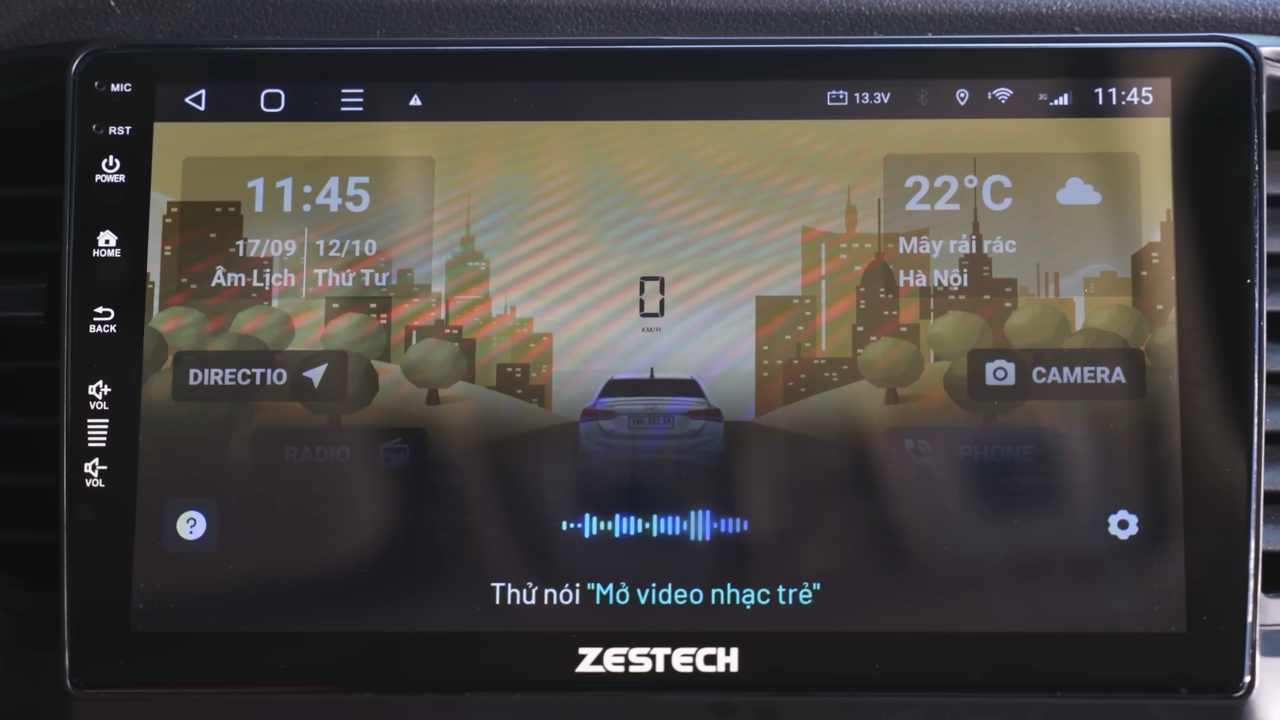 MIC
13.3V
3G
11:45
RST
POWER
11:45
22°C
HOME
17/09
12/10
Âm Lịch
Thứ Tư
Mây rải rác
Hà Nội
0
KM/H
BACK
DIRECTIO
CAMERA
VOL
RADIO
PHONE
VOL
?
Thử nói "Mở video nhạc trẻ"
ZESTECH